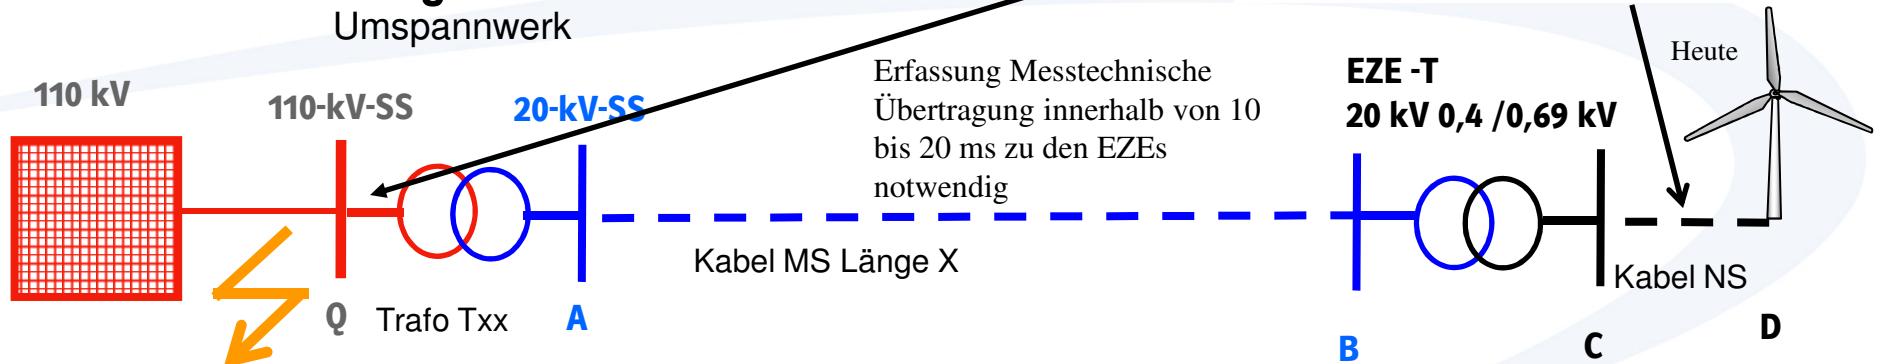 Umspannwerk
110 kV
110-kV-SS
20-kV-SS
Erfassung Messtechnische
Übertragung innerhalb von 10
bis 20 ms zu den EZEs
notwendig
EZE -T
20 kV 0,4 /0,69 kV
Heute
Kabel MS Länge X
Kabel NS
Q
Trafo Txx
A
B
C
D